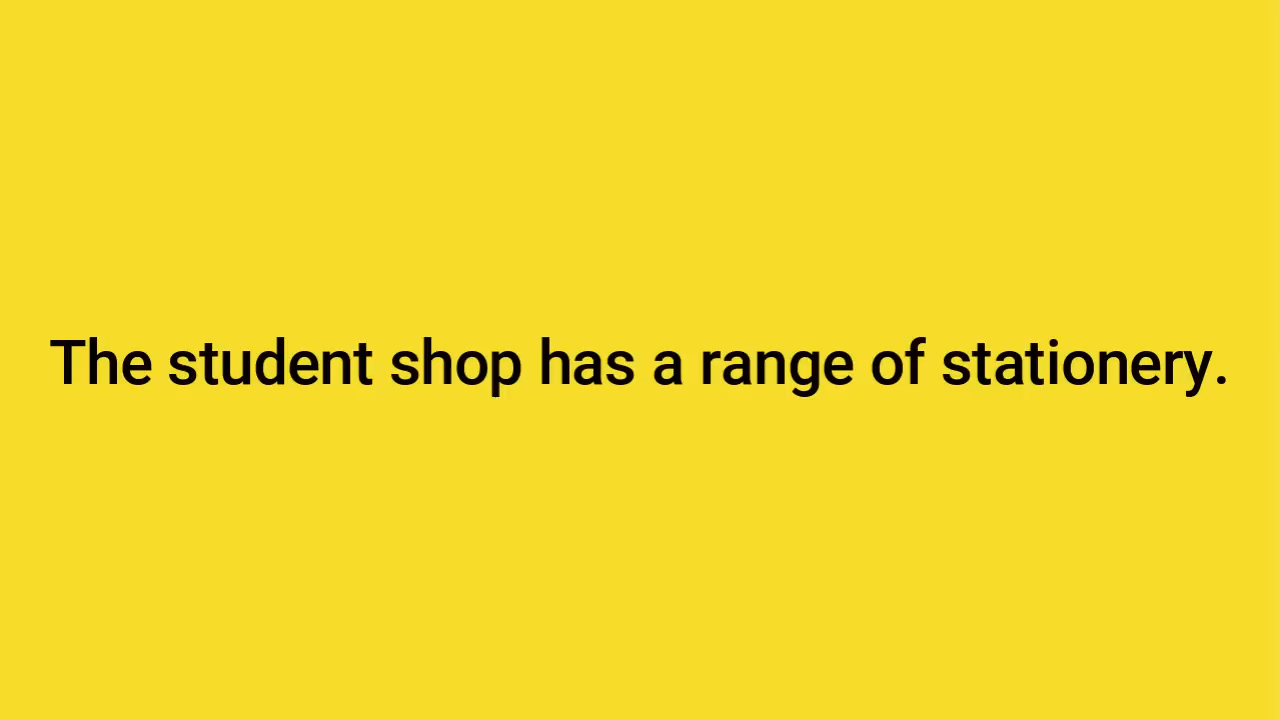 The student shop has a range of stationery.